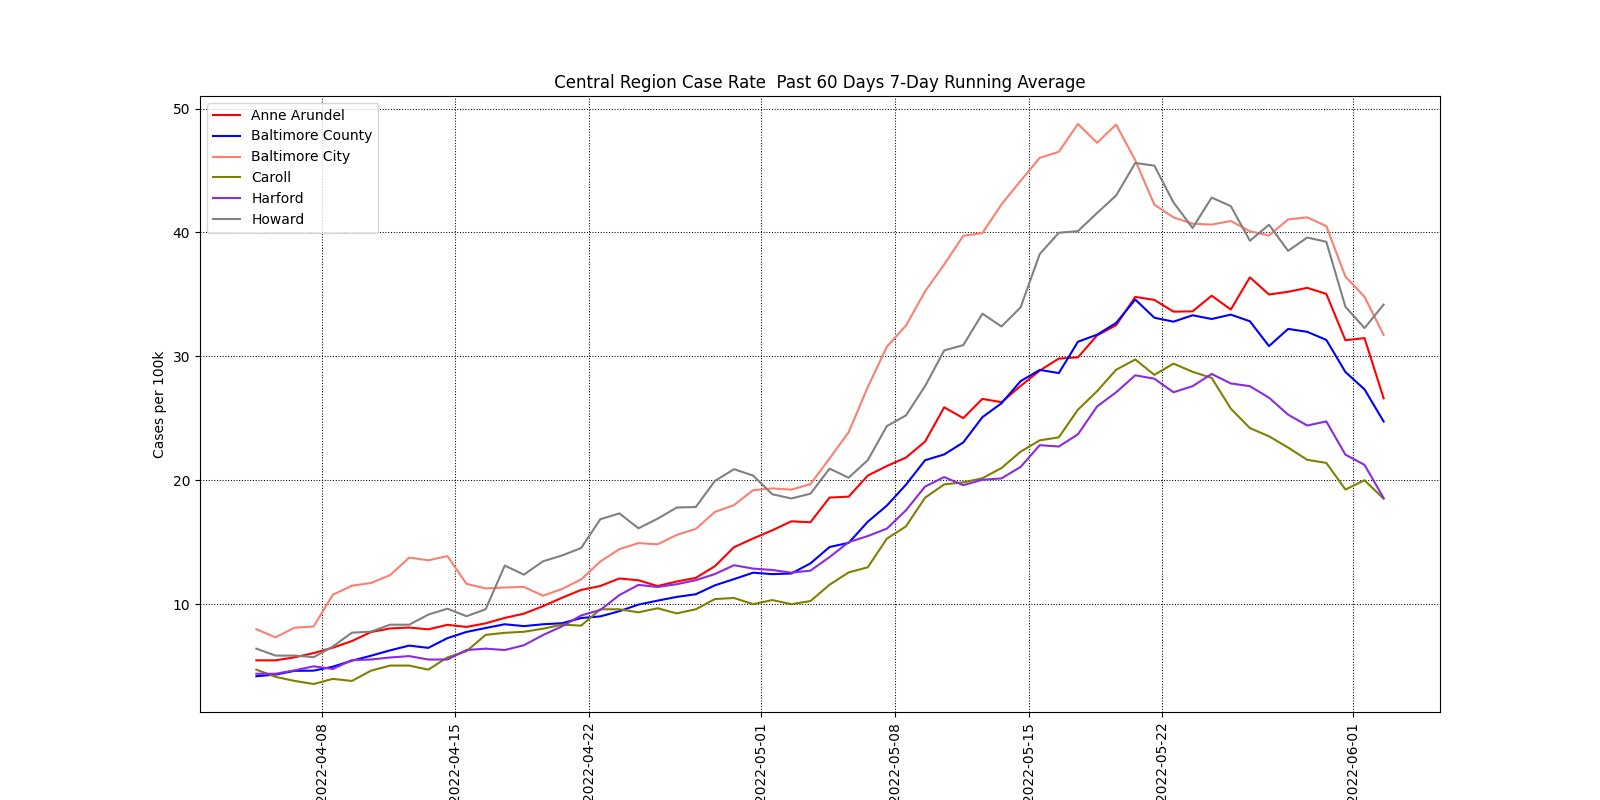 Central Region Case Rate  Past 60 Days 7-Day Running Average
Cases per 100k
50
40
30
20
10
Anne Arundel
Baltimore County
Baltimore City
Caroll
Harford
Howard
2022-04-08
2022-04-15
2022-04-22
2022-05-01
2022-05-08
2022-05-15
2022-05-22
2022-06-01